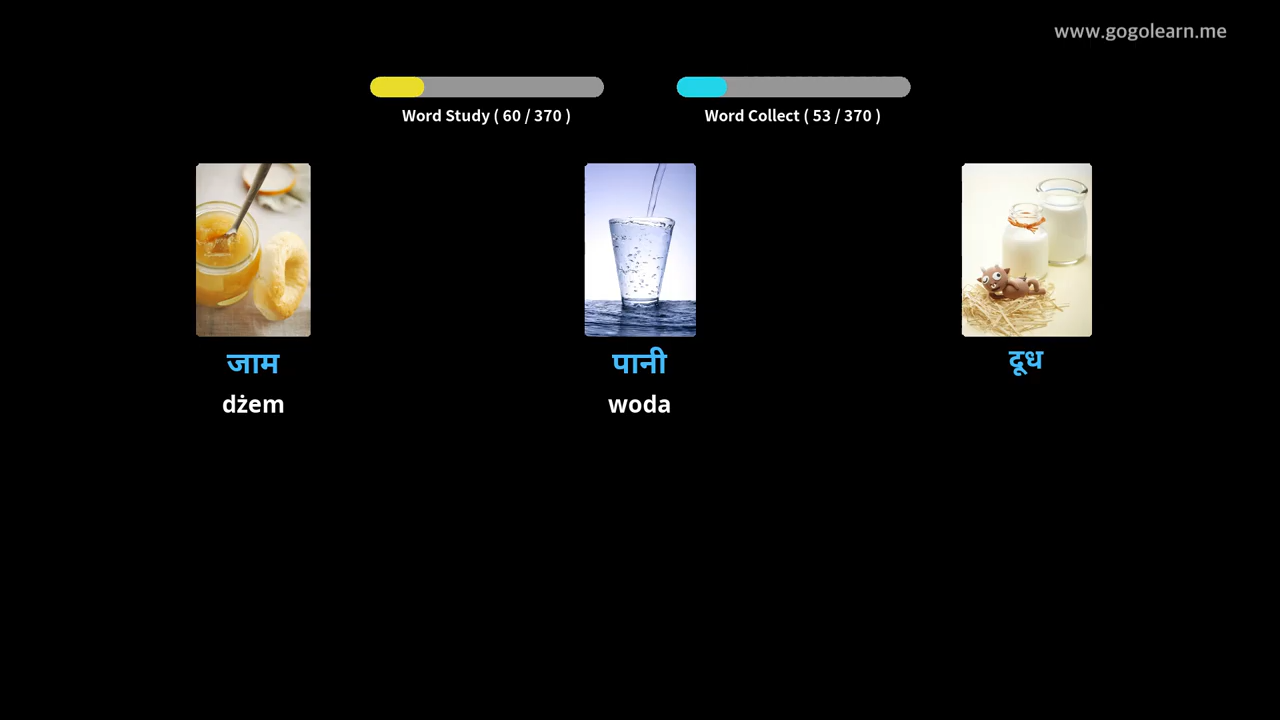 www.gogolearn.me
Word Study ( 60 / 370 )
Word Collect ( 53 / 370 )
जाम
dżem
पानी
woda
दूध